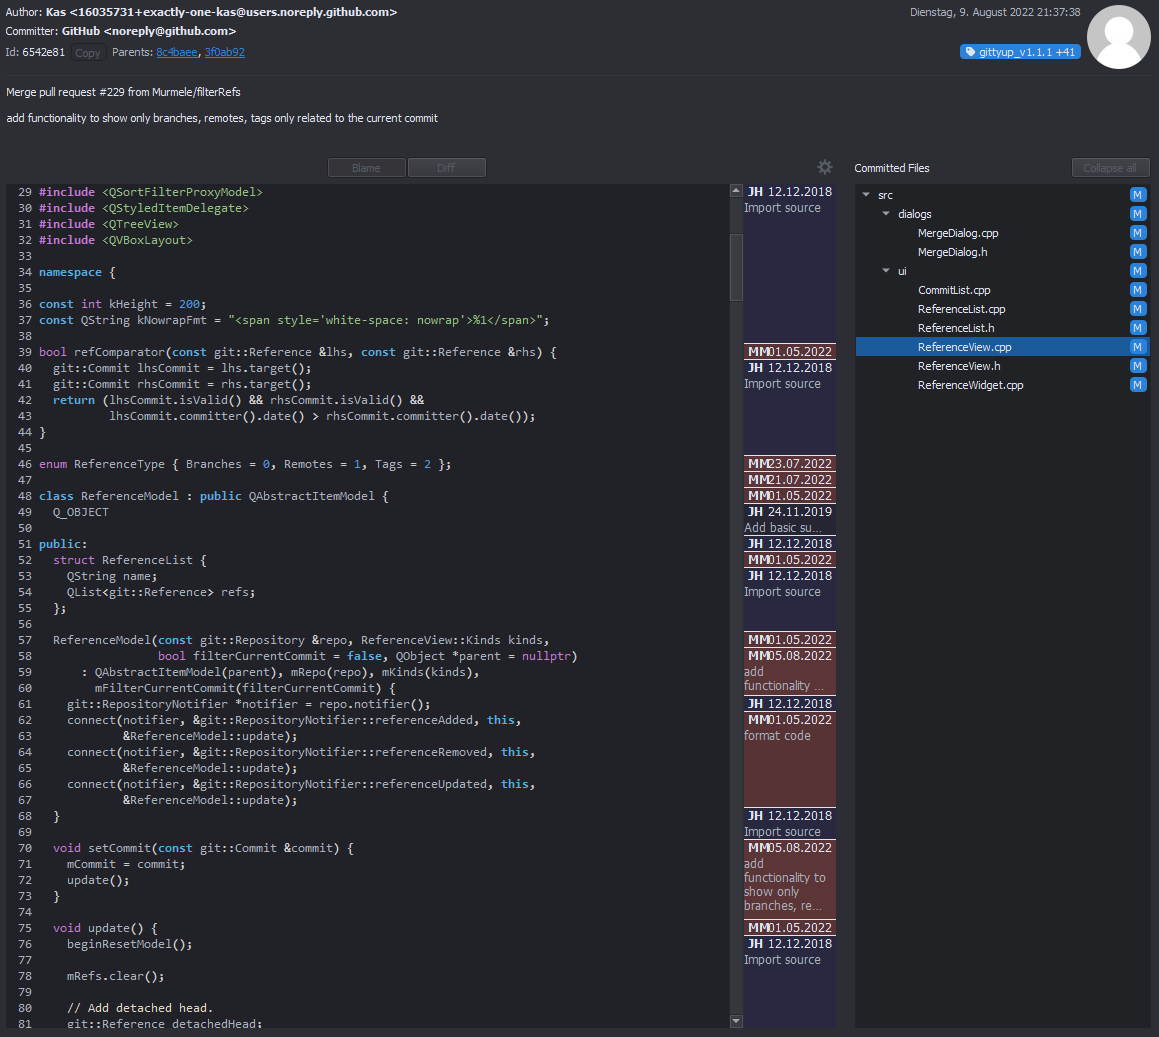 Author: Kas <16035731+exactly-one-kas@users.noreply.github.com>
Dienstag, 9. August 2022 21:37:38
Committer: GitHub <noreply@github.com>
Id: 6542e81 Copy Parents: 8c4baee, 3f0ab92
gittyup_v1.1.1 +41
Merge pull request #229 from Murmele/filterRefs
add functionality to show only branches, remotes, tags only related to the current commit
Blame Diff
29 #include <QSortFilterProxyModel>
30 #include <QStyledItemDelegate>
31 #include <QTreeView>
32 #include <QVBoxLayout>
33
34 namespace {
35
36 const int kHeight = 200;
37 const QString kNowrapFmt = "<span style='white-space: nowrap'>%1</span>";
38
39 bool refComparator(const git::Reference &lhs, const git::Reference &rhs) {
40   git::Commit lhsCommit = lhs.target();
41   git::Commit rhsCommit = rhs.target();
42   return (lhsCommit.isValid() && rhsCommit.isValid() &&
43           lhsCommit.committer().date() > rhsCommit.committer().date());
44 }
45
46 enum ReferenceType { Branches = 0, Remotes = 1, Tags = 2 };
47
48 class ReferenceModel : public QAbstractItemModel {
49   Q_OBJECT
50
51 public:
52   struct ReferenceList {
53     QString name;
54     QList<git::Reference> refs;
55   };
56
57   ReferenceModel(const git::Repository &repo, ReferenceView::Kinds kinds,
58                  bool filterCurrentCommit = false, QObject *parent = nullptr)
59       : QAbstractItemModel(parent), mRepo(repo), mKinds(kinds),
60         mFilterCurrentCommit(filterCurrentCommit) {
61     git::RepositoryNotifier *notifier = repo.notifier();
62     connect(notifier, &git::RepositoryNotifier::referenceAdded, this,
63             &ReferenceModel::update);
64     connect(notifier, &git::RepositoryNotifier::referenceRemoved, this,
65             &ReferenceModel::update);
66     connect(notifier, &git::RepositoryNotifier::referenceUpdated, this,
67             &ReferenceModel::update);
68   }
69
70   void setCommit(const git::Commit &commit) {
71     mCommit = commit;
72     update();
73   }
74
75   void update() {
76     beginResetModel();
77
78     mRefs.clear();
79
80     // Add detached head.
81     git::Reference detachedHead;
JH 12.12.2018
Import source
MM01.05.2022
JH 12.12.2018
Import source
MM23.07.2022
MM21.07.2022
MM01.05.2022
JH 24.11.2019
Add basic su...
JH 12.12.2018
MM01.05.2022
JH 12.12.2018
Import source
MM01.05.2022
MM05.08.2022
add
functionality ...
JH 12.12.2018
MM01.05.2022
format code
JH 12.12.2018
Import source
MM05.08.2022
add
functionality to
show only
branches, re...
MM01.05.2022
JH 12.12.2018
Import source
Committed Files Collapse all
src M
dialogs M
MergeDialog.cpp M
MergeDialog.h M
ui M
CommitList.cpp M
ReferenceList.cpp M
ReferenceList.h M
ReferenceView.cpp M
ReferenceView.h M
ReferenceWidget.cpp M